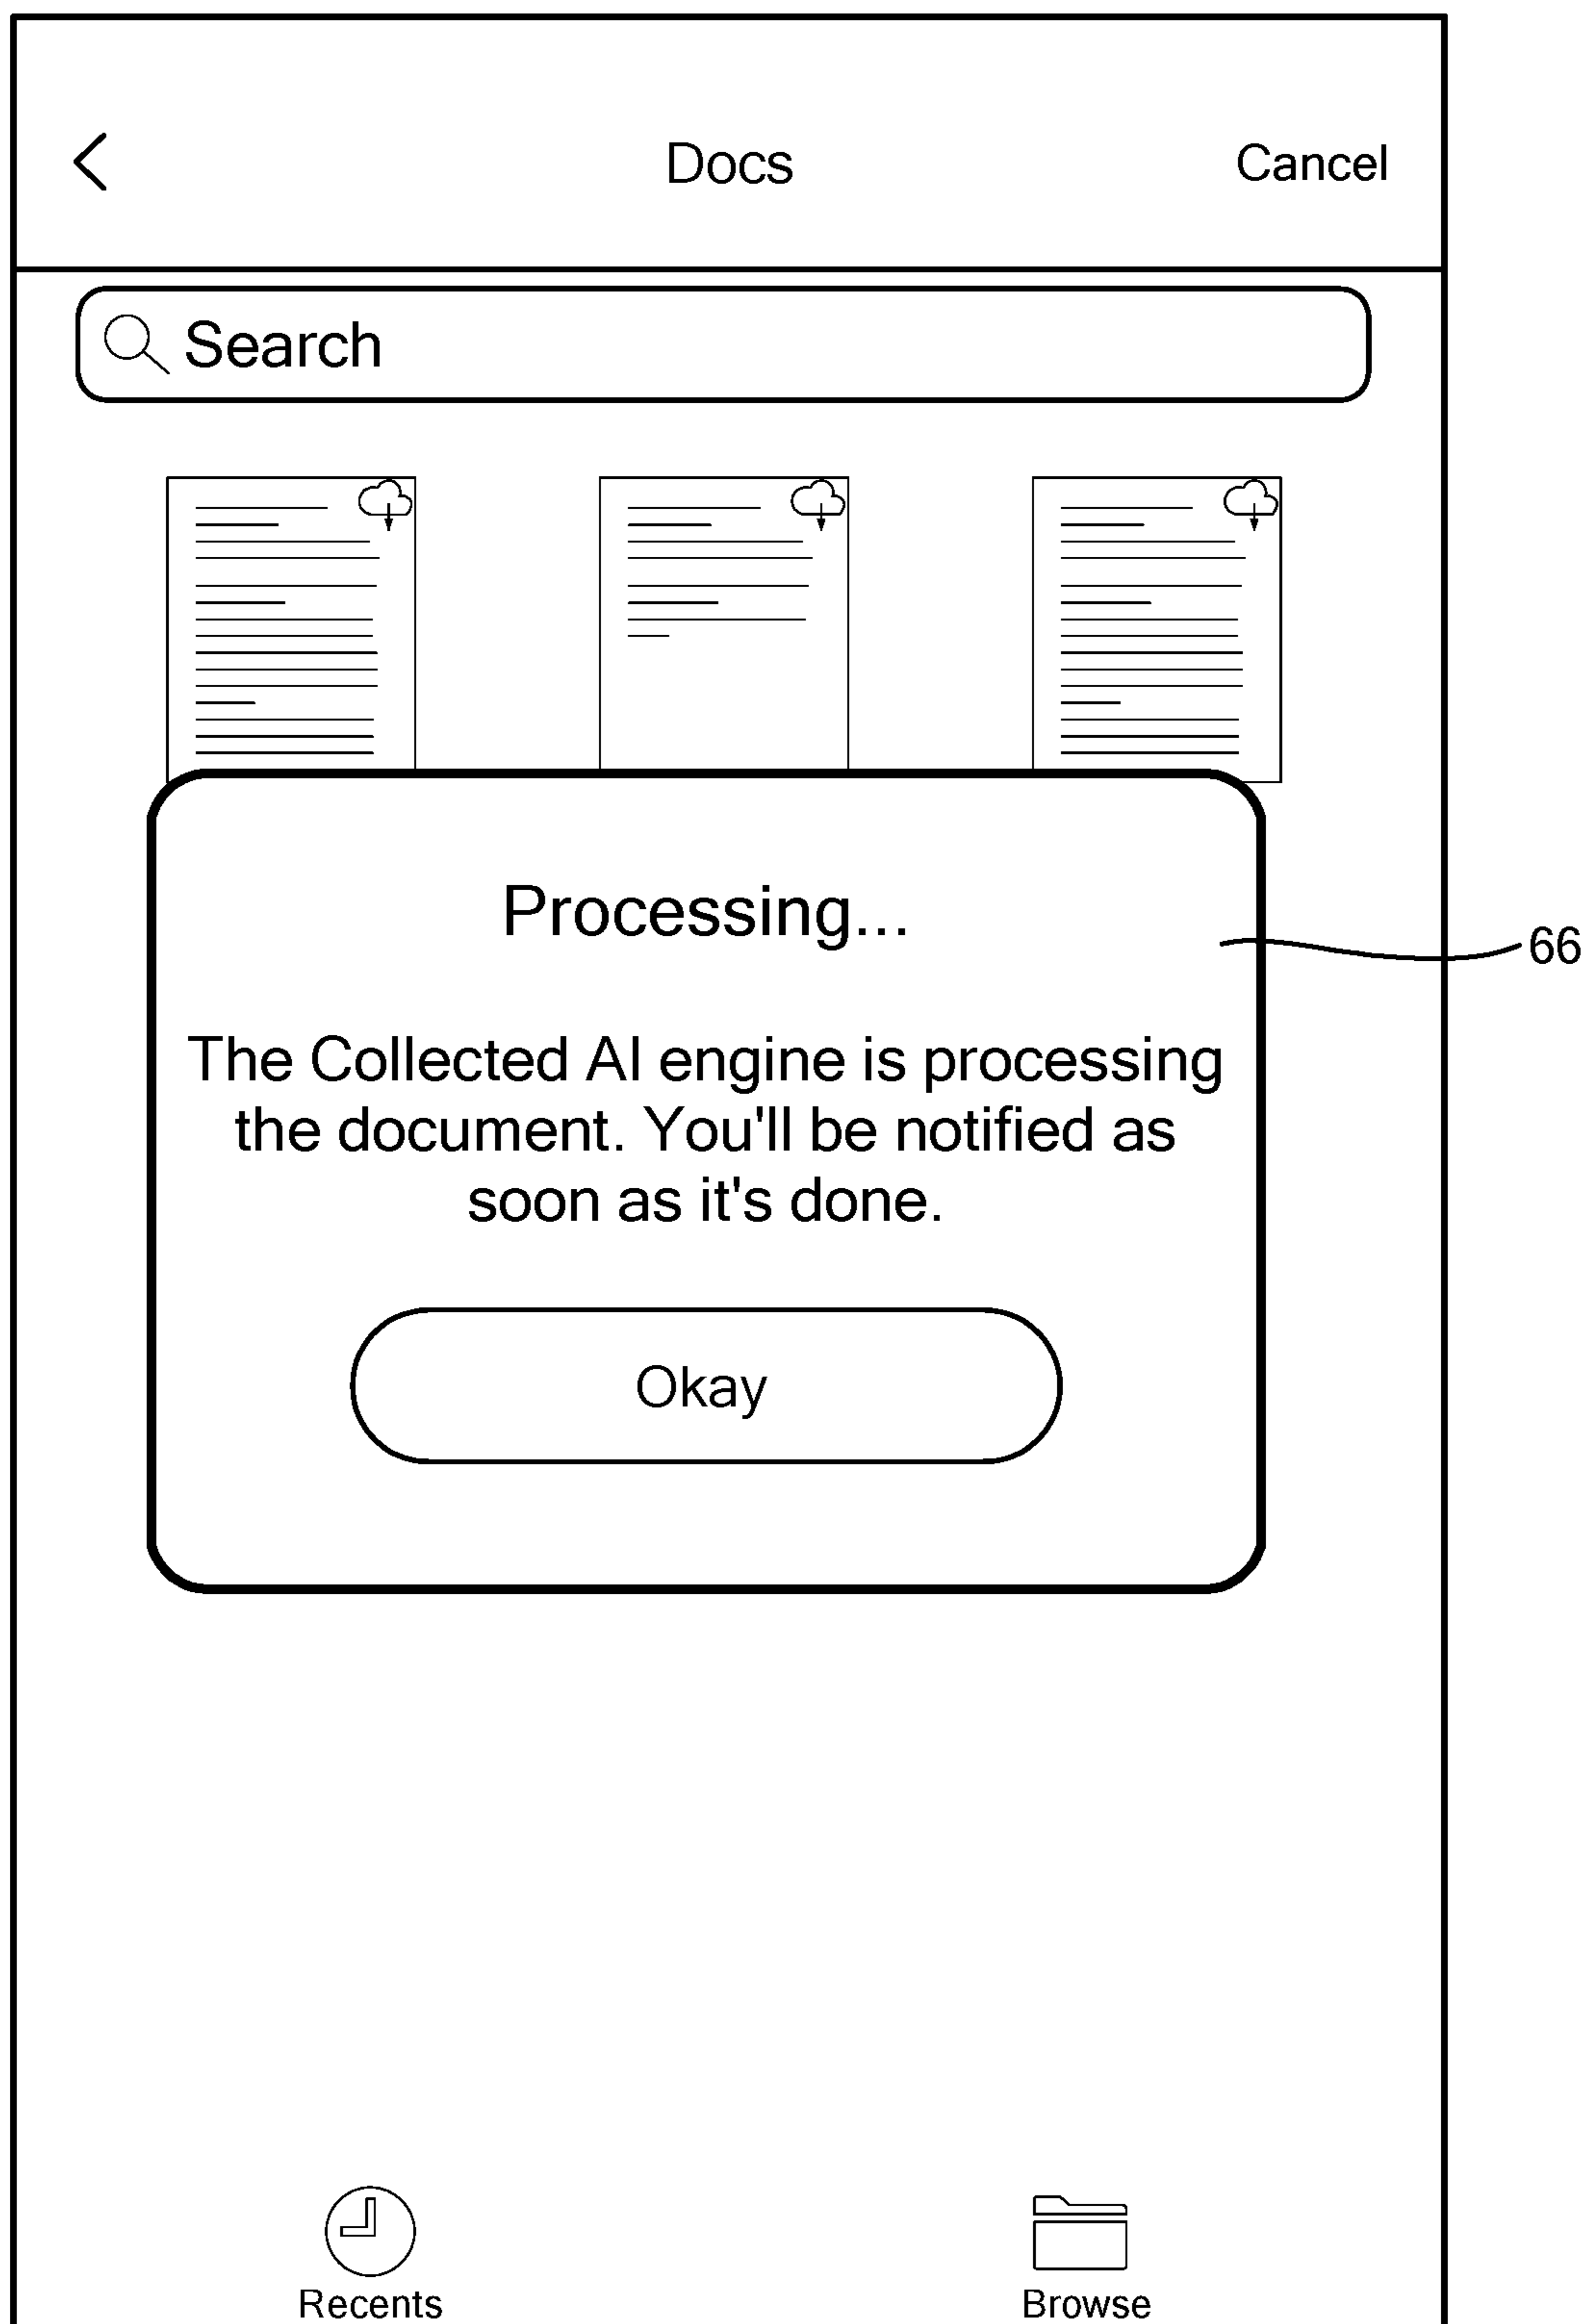 Docs
Cancel
Search
Processing...
66
The Collected AI engine is processing
the document. You'll be notified as
soon as it's done.
Okay
Recents
Browse